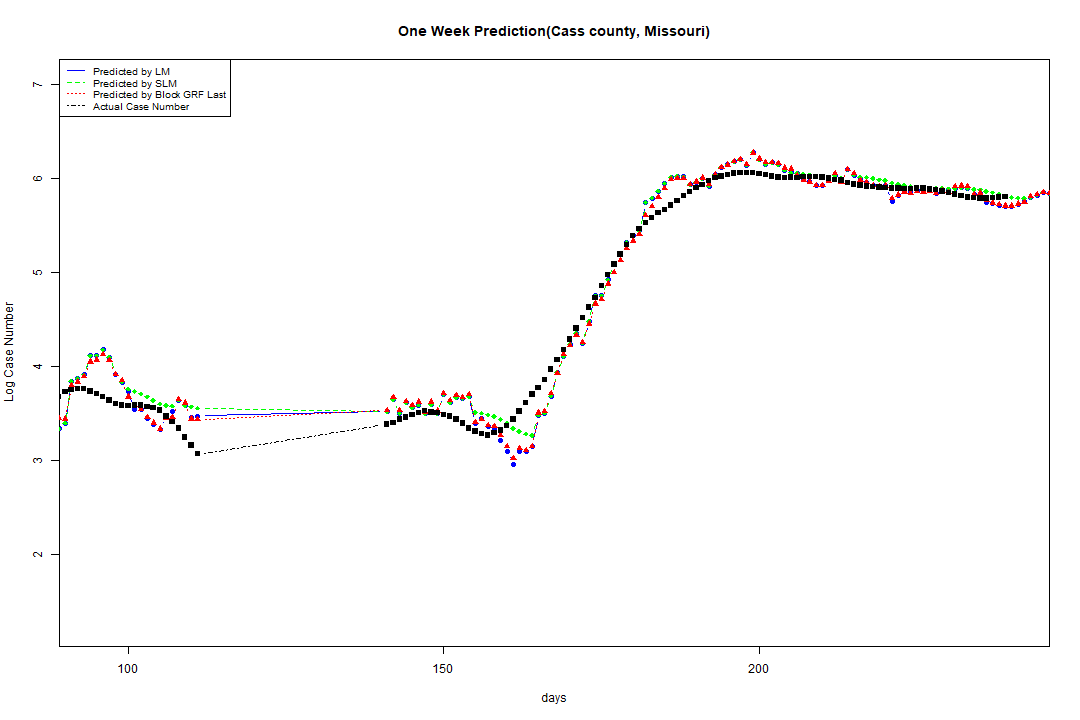 One Week Prediction(Cass county, Missouri)
Predicted by LM
Predicted by SLM
Predicted by Block GRF Last
Actual Case Number
7
6
5
4
3
2
Log Case Number
100 150 200
days